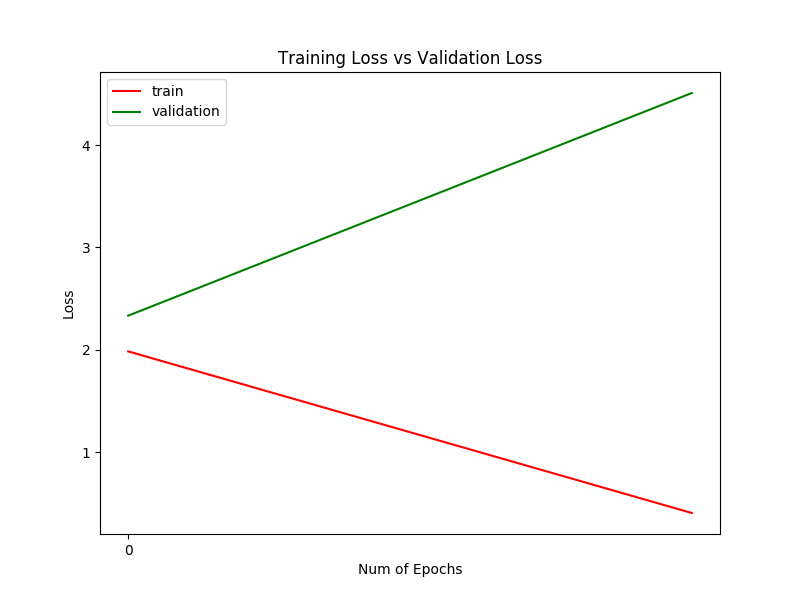 Training Loss vs Validation Loss
train
validation
4
3
2
1
Loss
0
Num of Epochs